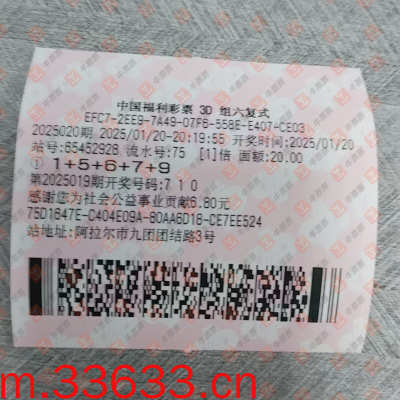 中国福利彩票 3D 组六复式
EFC7-2EE9-7A49-07F6-558E-E407-CE03
2025020期 2025/01/20-20:19:55 开奖时间:2025/01/20
站号:65452928 流水号:75 [1]倍 面额:20.00
① 1+5+6+7+9
第2025019期开奖号码:7 1 0
感谢您为社会公益事业贡献6.80元
75D1847E-C404E09A-80AA6D18-CE7EE524
站地址:阿拉尔市九团团结路3号
m.33633.cn